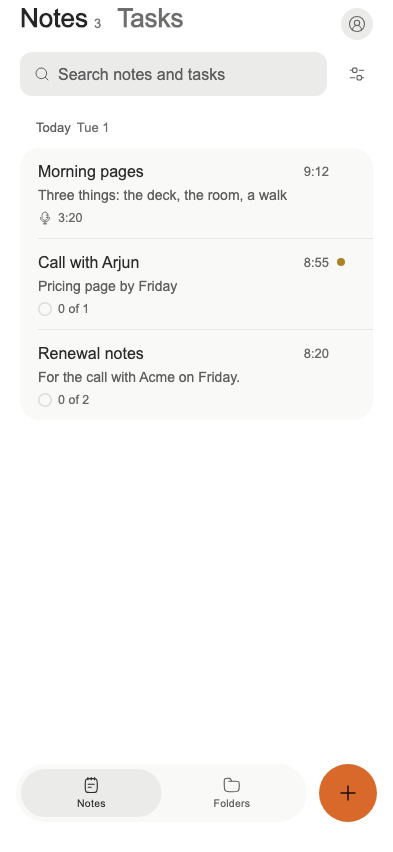 Notes 3 Tasks
Search notes and tasks
Today Tue 1
Morning pages 9:12
Three things: the deck, the room, a walk
3:20
Call with Arjun 8:55
Pricing page by Friday
0 of 1
Renewal notes 8:20
For the call with Acme on Friday.
0 of 2
Notes Folders